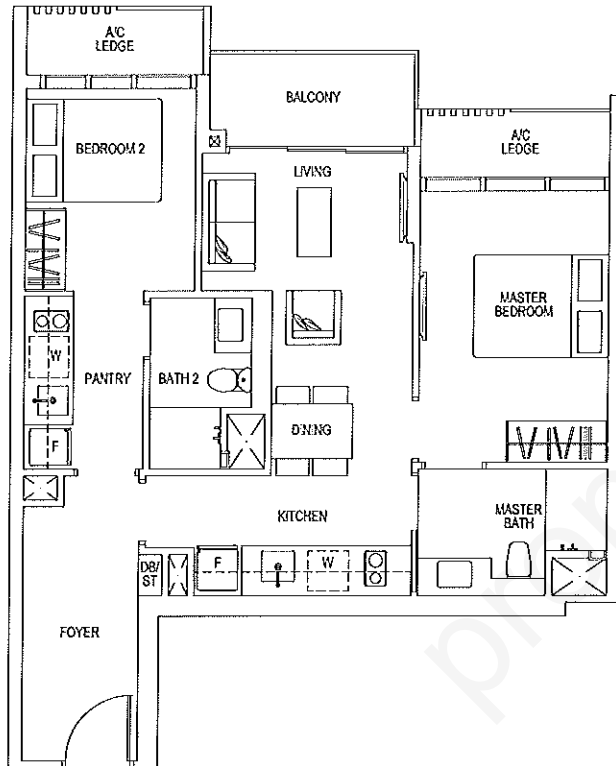 A/C
LEDGE
BALCONY
BEDROOM 2
A/C
LEDGE
LIVING
MASTER
BEDROOM
W
PANTRY
BATH 2
DINING
F
KITCHEN
MASTER
BATH
DB/
ST
F
W
FOYER